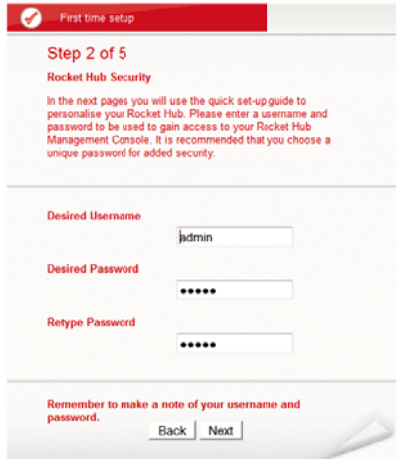 First time setup
Step 2 of 5
Rocket Hub Security
In the next pages you will use the quick set-up guide to
personalise your Rocket Hub. Please enter a username and
password to be used to gain access to your Rocket Hub
Management Console. It is recommended that you choose a
unique password for added security.
Desired Username
admin
Desired Password
●●●●●
Retype Password
●●●●●
Remember to make a note of your username and
password.
Back Next